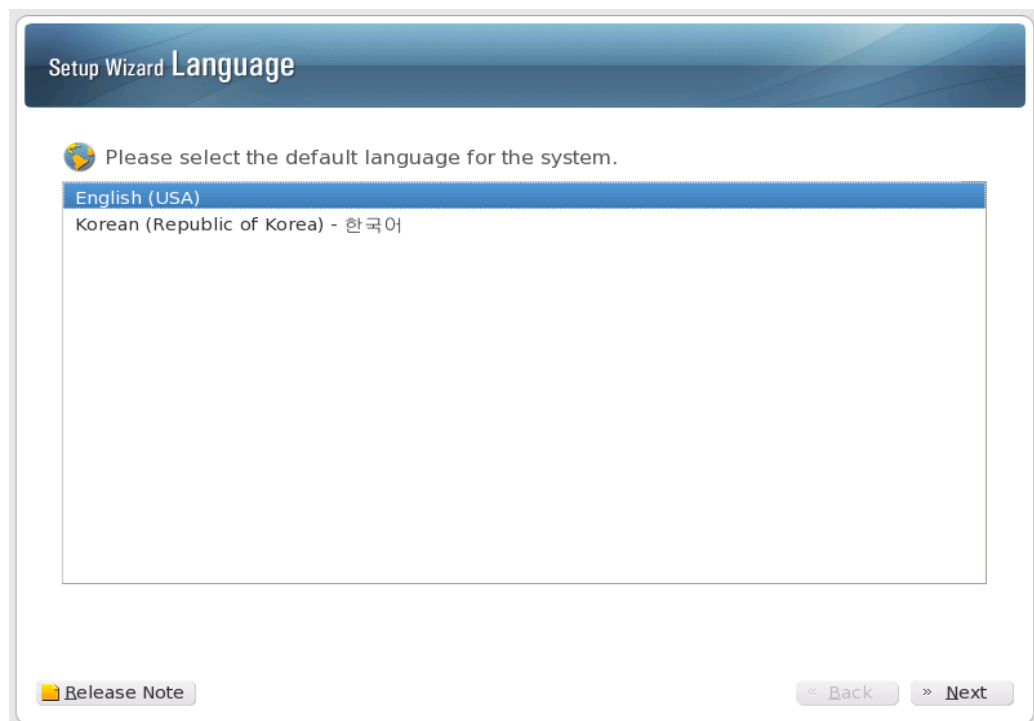 Setup Wizard Language
Please select the default language for the system.
English (USA)
Korean (Republic of Korea) - 한국어
Release Note
« Back
» Next